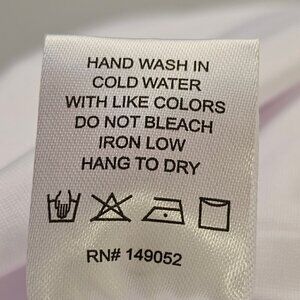 HAND WASH IN
COLD WATER
WITH LIKE COLORS
DO NOT BLEACH
IRON LOW
HANG TO DRY
RN# 149052